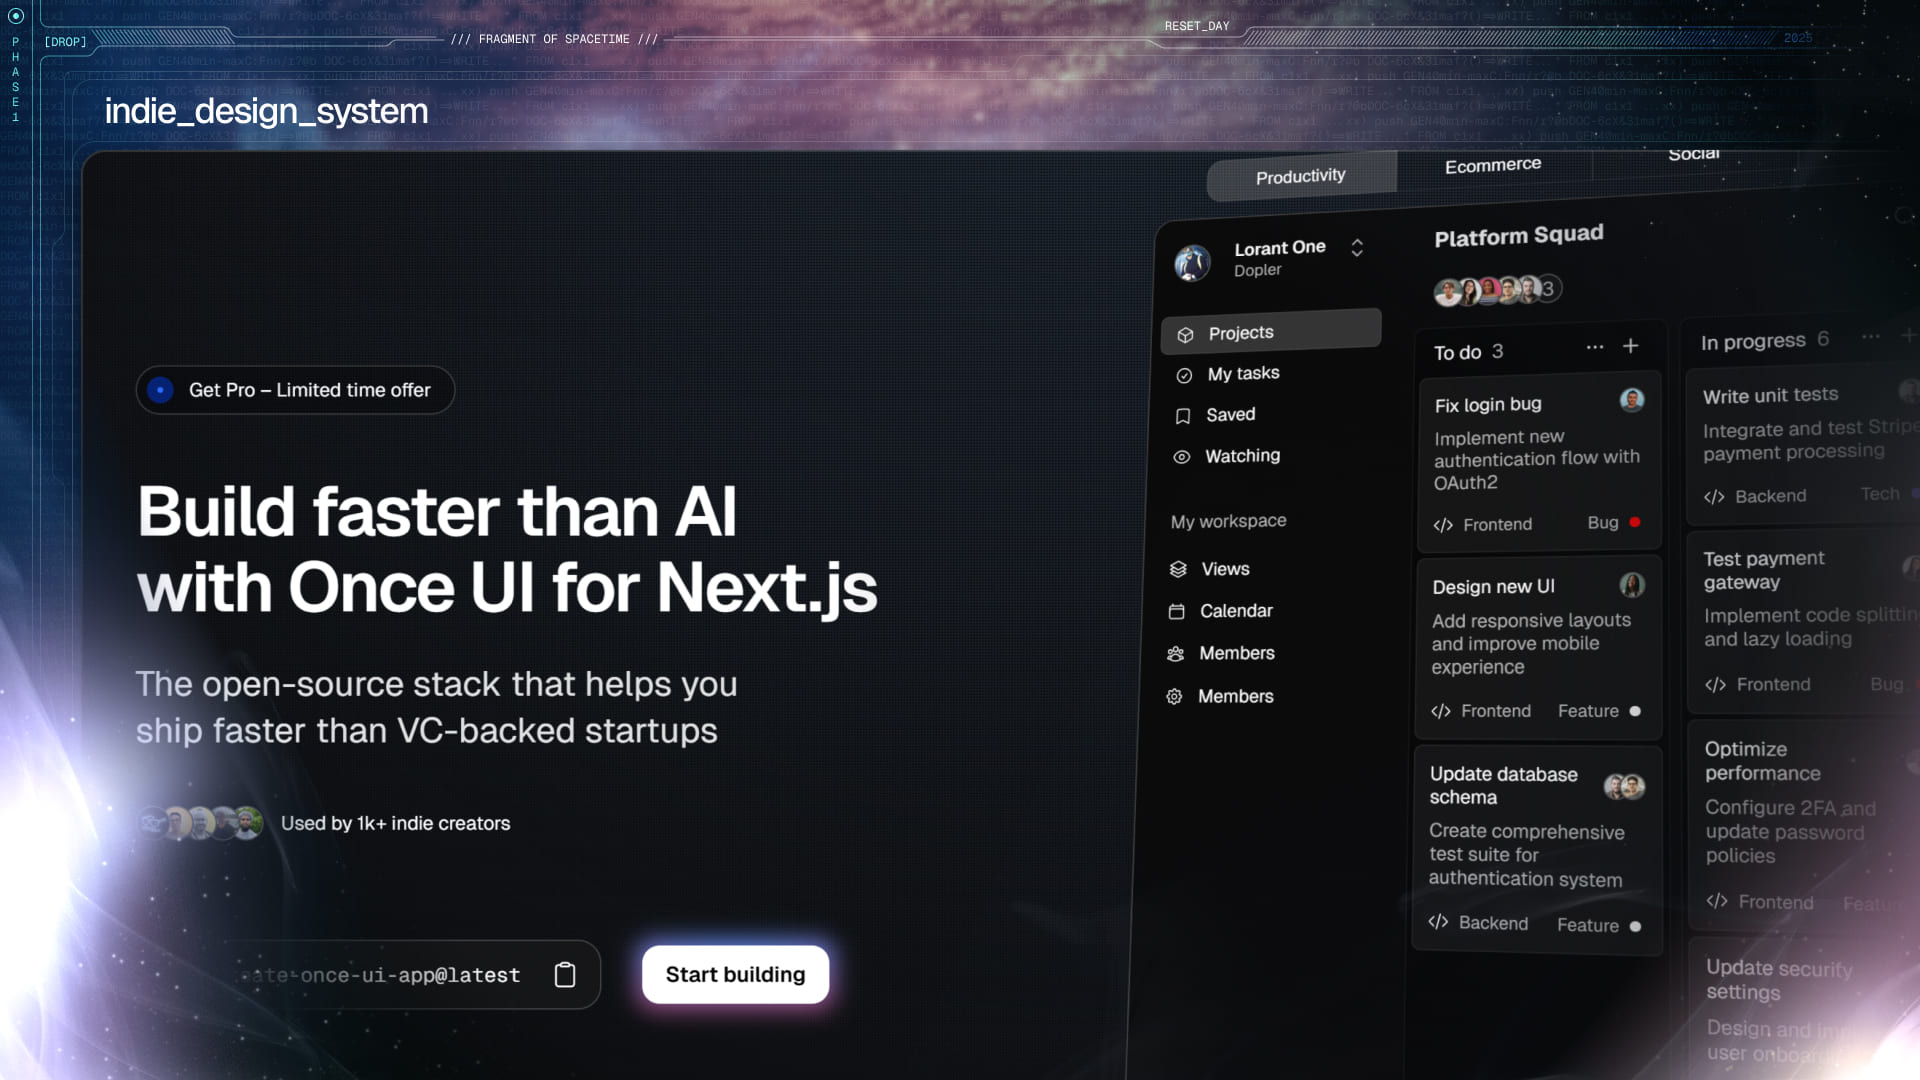 PHASE1
[DROP]
/// FRAGMENT OF SPACETIME ///
RESET_DAY
2025
indie_design_system
Get Pro – Limited time offer
Build faster than AI
with Once UI for Next.js
The open-source stack that helps you
ship faster than VC-backed startups
Used by 1k+ indie creators
-once-ui-app@latest
Start building
Productivity
Ecommerce
Social
Lorant One
Dopler
Projects
My tasks
Saved
Watching
My workspace
Views
Calendar
Members
Members
Platform Squad
3
To do 3
Fix login bug
Implement new
authentication flow with
OAuth2
</> Frontend
Bug
Design new UI
Add responsive layouts
and improve mobile
experience
</> Frontend
Feature
Update database
schema
Create comprehensive
test suite for
authentication system
</> Backend
Feature
In progress 6
Write unit tests
Integrate and test Stripe
payment processing
</> Backend
Tech
Test payment
gateway
Implement code
and lazy loading
</> Frontend
Bug
Optimize
performance
Configure 2FA and
update password
policies
</> Frontend
Update security
settings
Design and
user